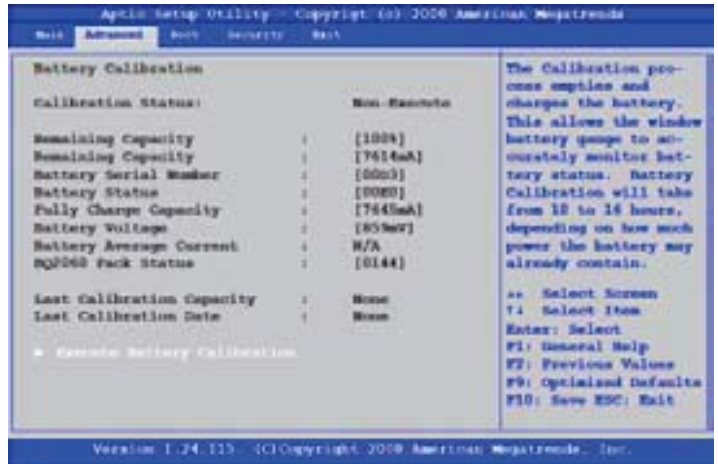 Aptio Setup Utility - Copyright (c) 2008 American Megatrends
Main Advanced Boot Security Exit
Battery Calibration
Calibration Status: Non-Execute
Remaining Capacity : [100%]
Remaining Capacity : [7614mA]
Battery Serial Number :
Battery Status :
Fully Charge Capacity : [7645mA]
Battery Voltage :
Battery Average Current : N/A
BQ2060 Pack Status : [0144]
Last Calibration Capacity : None
Last Calibration Date : None
Execute Battery Calibration
The Calibration pro-
cess empties and
charges the battery.
This allows the window
battery gauge to ac-
curately monitor bat-
tery status. Battery
Calibration will take
from 10 to 16 hours,
depending on how much
power the battery may
already contain.
Select Screen
↑↓ Select Item
Enter: Select
F1: General Help
F2: Previous Values
F9: Optimized Defaults
F10: Save ESC: Exit
Version 1.24.115. (C)Copyright 2008 American Megatrends. Inc.